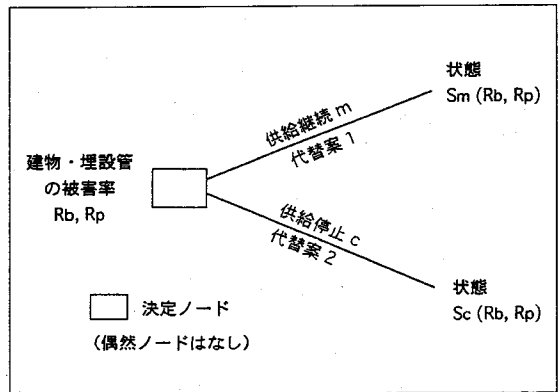 建物・埋設管
の被害率
Rb, Rp
供給継続 m
代替案 1
状態
Sm (Rb, Rp)
供給停止 c
代替案 2
状態
Sc (Rb, Rp)
決定ノード
(偶然ノードはなし)